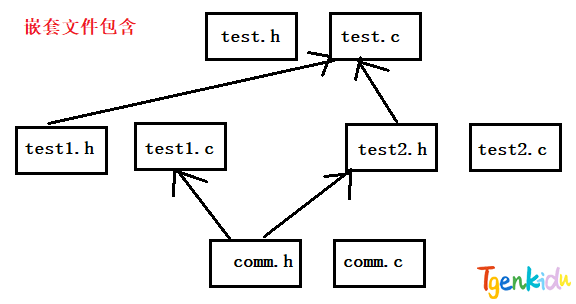 嵌套文件包含
test.h
test.c
test1.h
test1.c
test2.h
test2.c
comm.h
comm.c
Tgenkidu